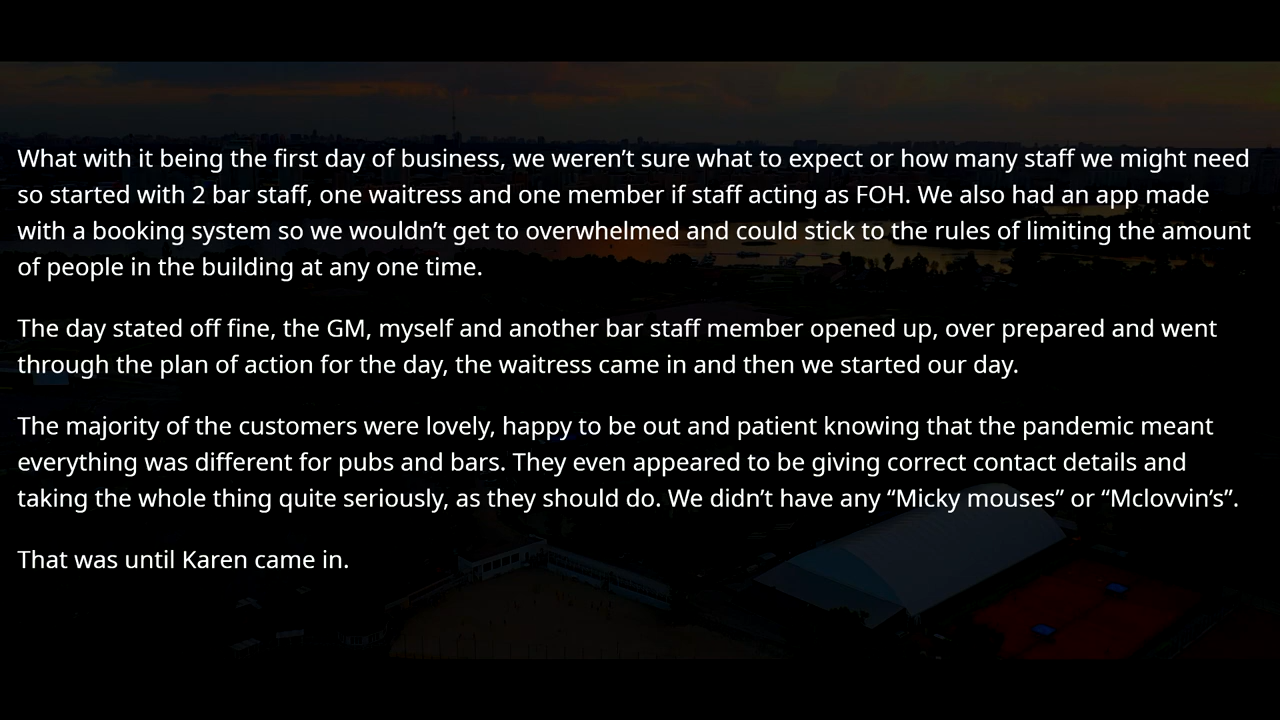 What with it being the first day of business, we weren’t sure what to expect or how many staff we might need
so started with 2 bar staff, one waitress and one member if staff acting as FOH. We also had an app made
with a booking system so we wouldn’t get to overwhelmed and could stick to the rules of limiting the amount
of people in the building at any one time.
The day stated off fine, the GM, myself and another bar staff member opened up, over prepared and went
through the plan of action for the day, the waitress came in and then we started our day.
The majority of the customers were lovely, happy to be out and patient knowing that the pandemic meant
everything was different for pubs and bars. They even appeared to be giving correct contact details and
taking the whole thing quite seriously, as they should do. We didn’t have any “Micky mouses” or “Mclovvin’s”.
That was until Karen came in.